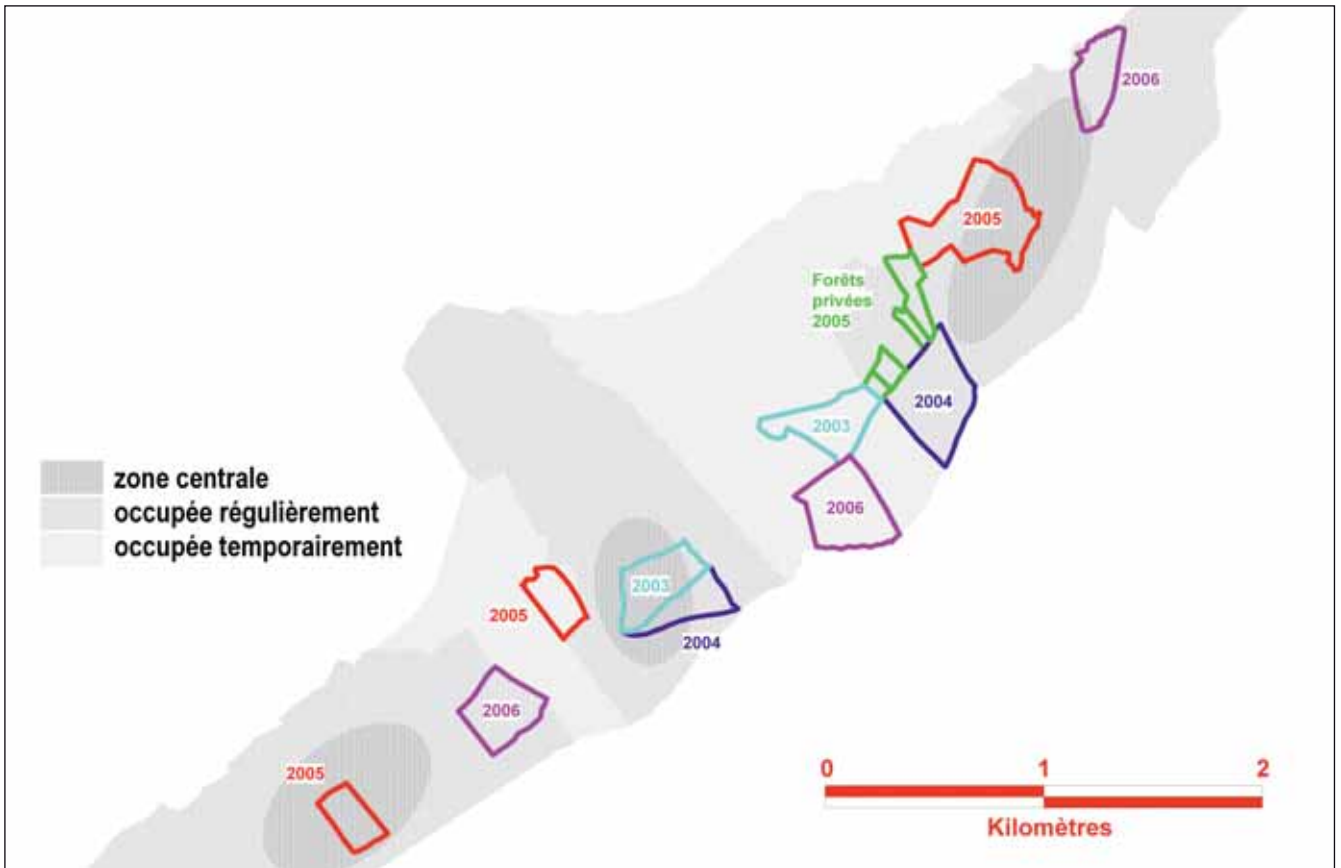 2006
2005
Forêts
privées
2005
2004
2003
2006
zone centrale
occupée régulièrement
occupée temporairement
2003
2005
2004
2006
2005
0 1 2
Kilomètres